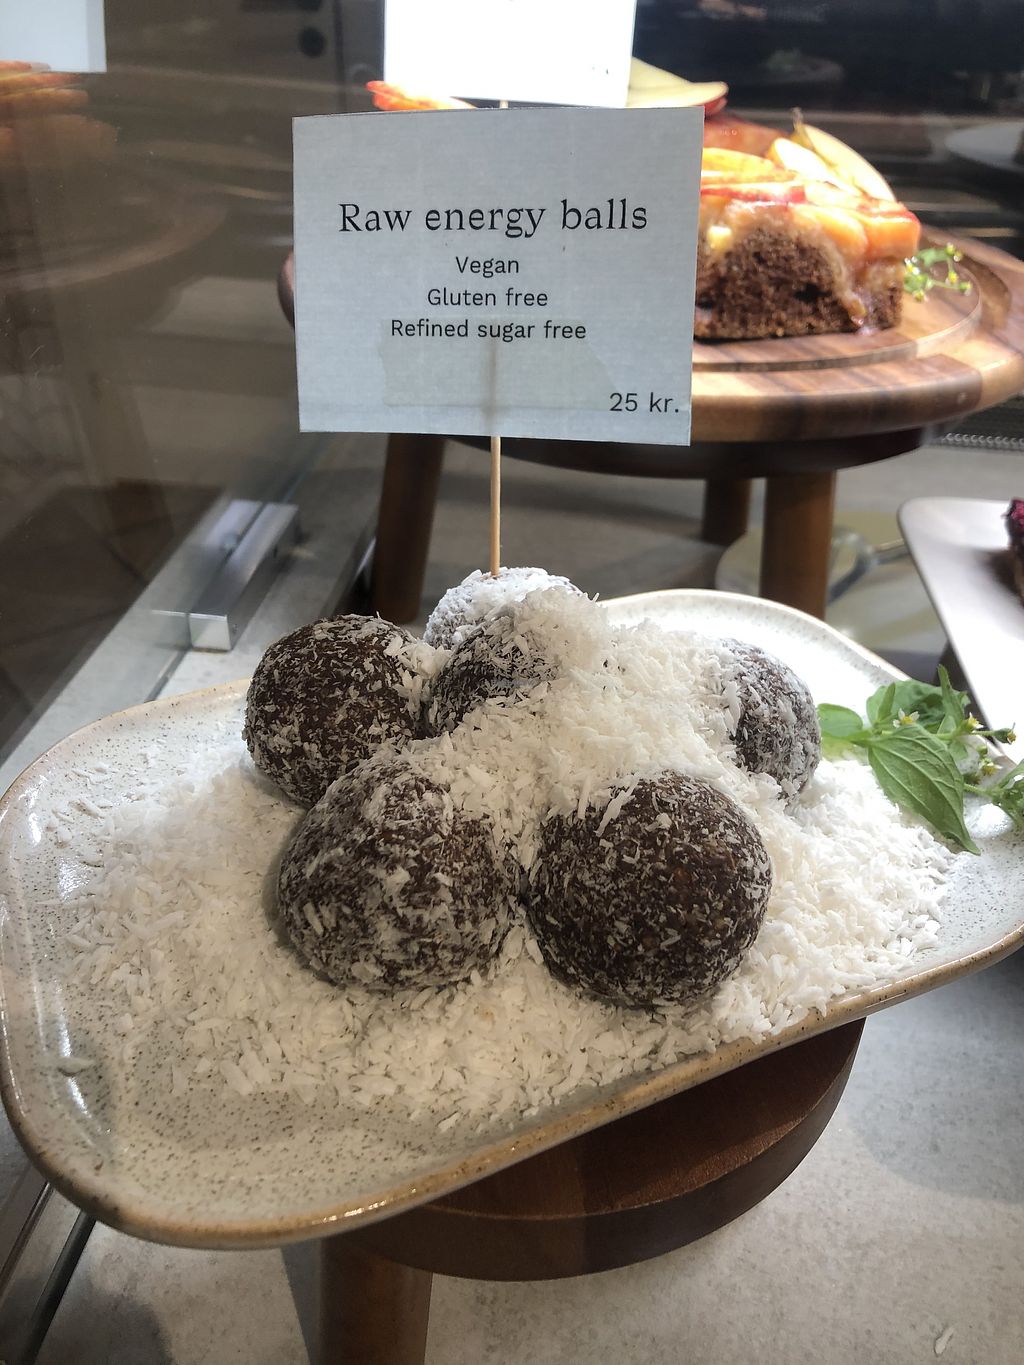 Raw energy balls
Vegan
Gluten free
Refined sugar free
25 kr.